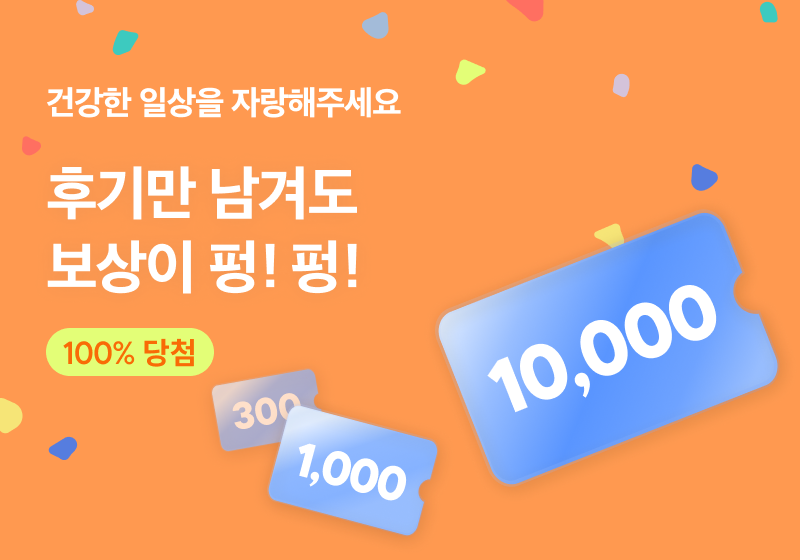 건강한 일상을 자랑해주세요
후기만 남겨도
보상이 펑! 펑!
100% 당첨
300
1,000
10,000